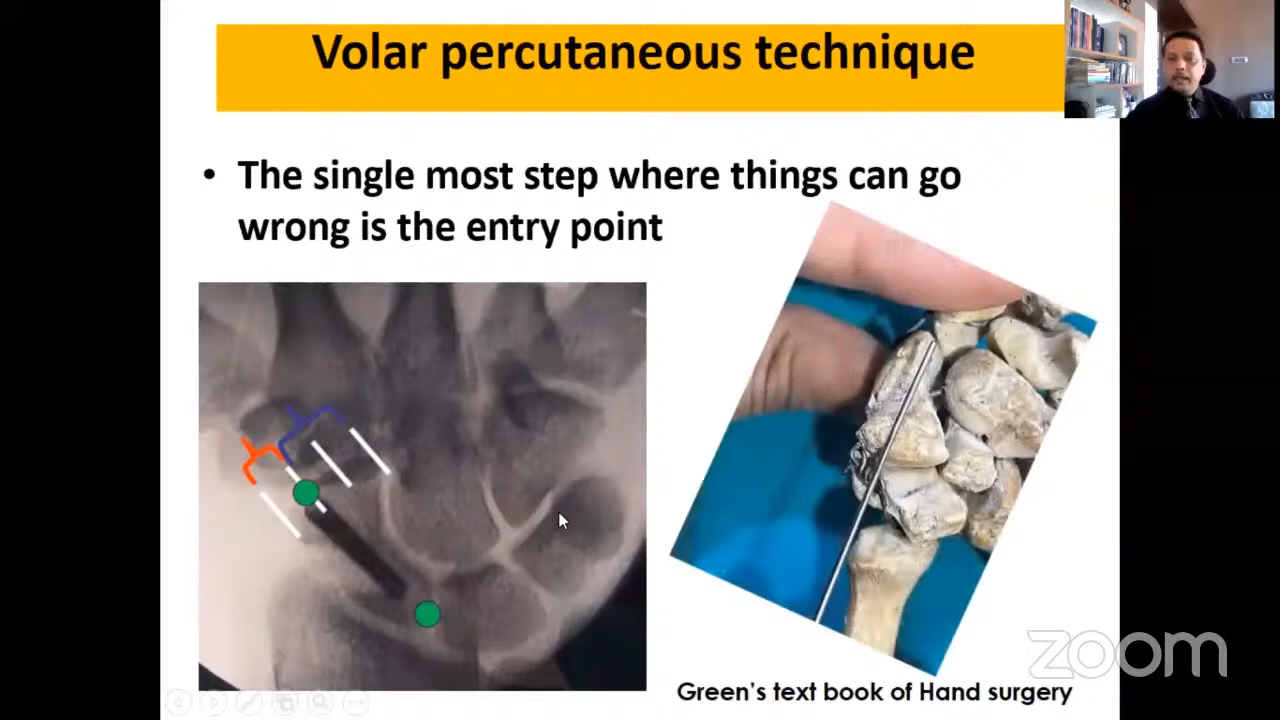 Volar percutaneous technique
• The single most step where things can go
wrong is the entry point
Green's text book of Hand surgery
zoom